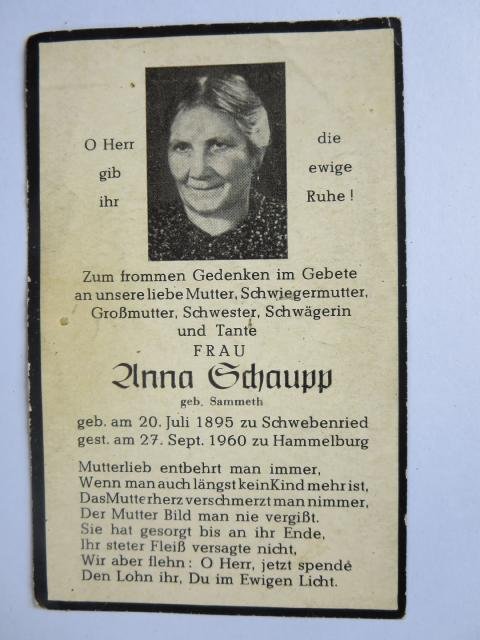 O Herr die
gib ewige
ihr Ruhe!
Zum frommen Gedenken im Gebete
an unsere liebe Mutter, Schwiegermutter,
Großmutter, Schwester, Schwägerin
und Tante
FRAU
Anna Schaupp
geb. Sammeth
geb. am 20. Juli 1895 zu Schwebenried
gest. am 27. Sept. 1960 zu Hammelburg
Mutterlieb entbehrt man immer,
Wenn man auch längst kein Kind mehr ist,
Das Mutterherz verschmerzt man nimmer,
Der Mutter Bild man nie vergißt.
Sie hat gesorgt bis an ihr Ende,
Ihr steter Fleiß versagte nicht,
Wir aber flehn: O Herr, jetzt spende
Den Lohn ihr, Du im Ewigen Licht.